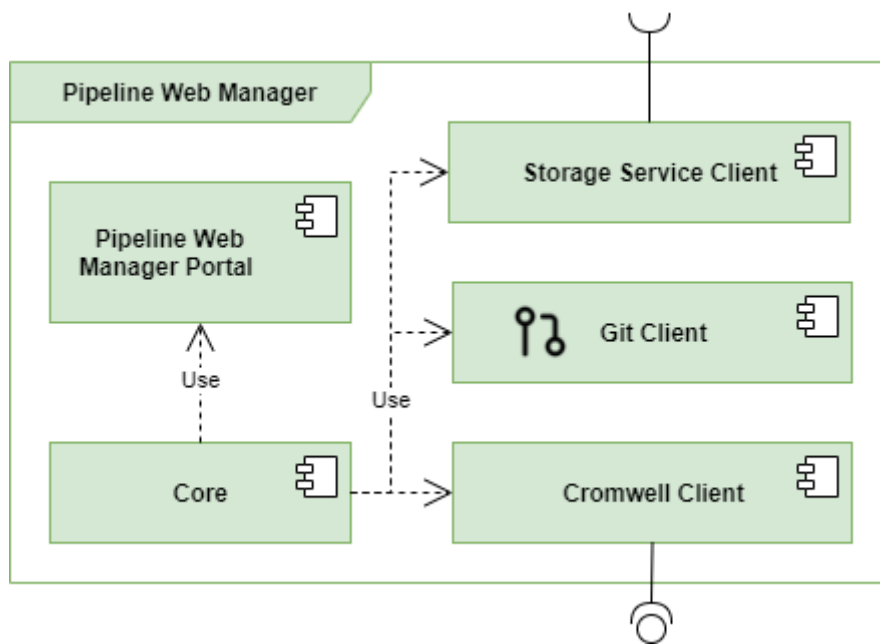 Pipeline Web Manager
Storage Service Client
Pipeline Web
Manager Portal
Git Client
Use
Use
Core
Cromwell Client